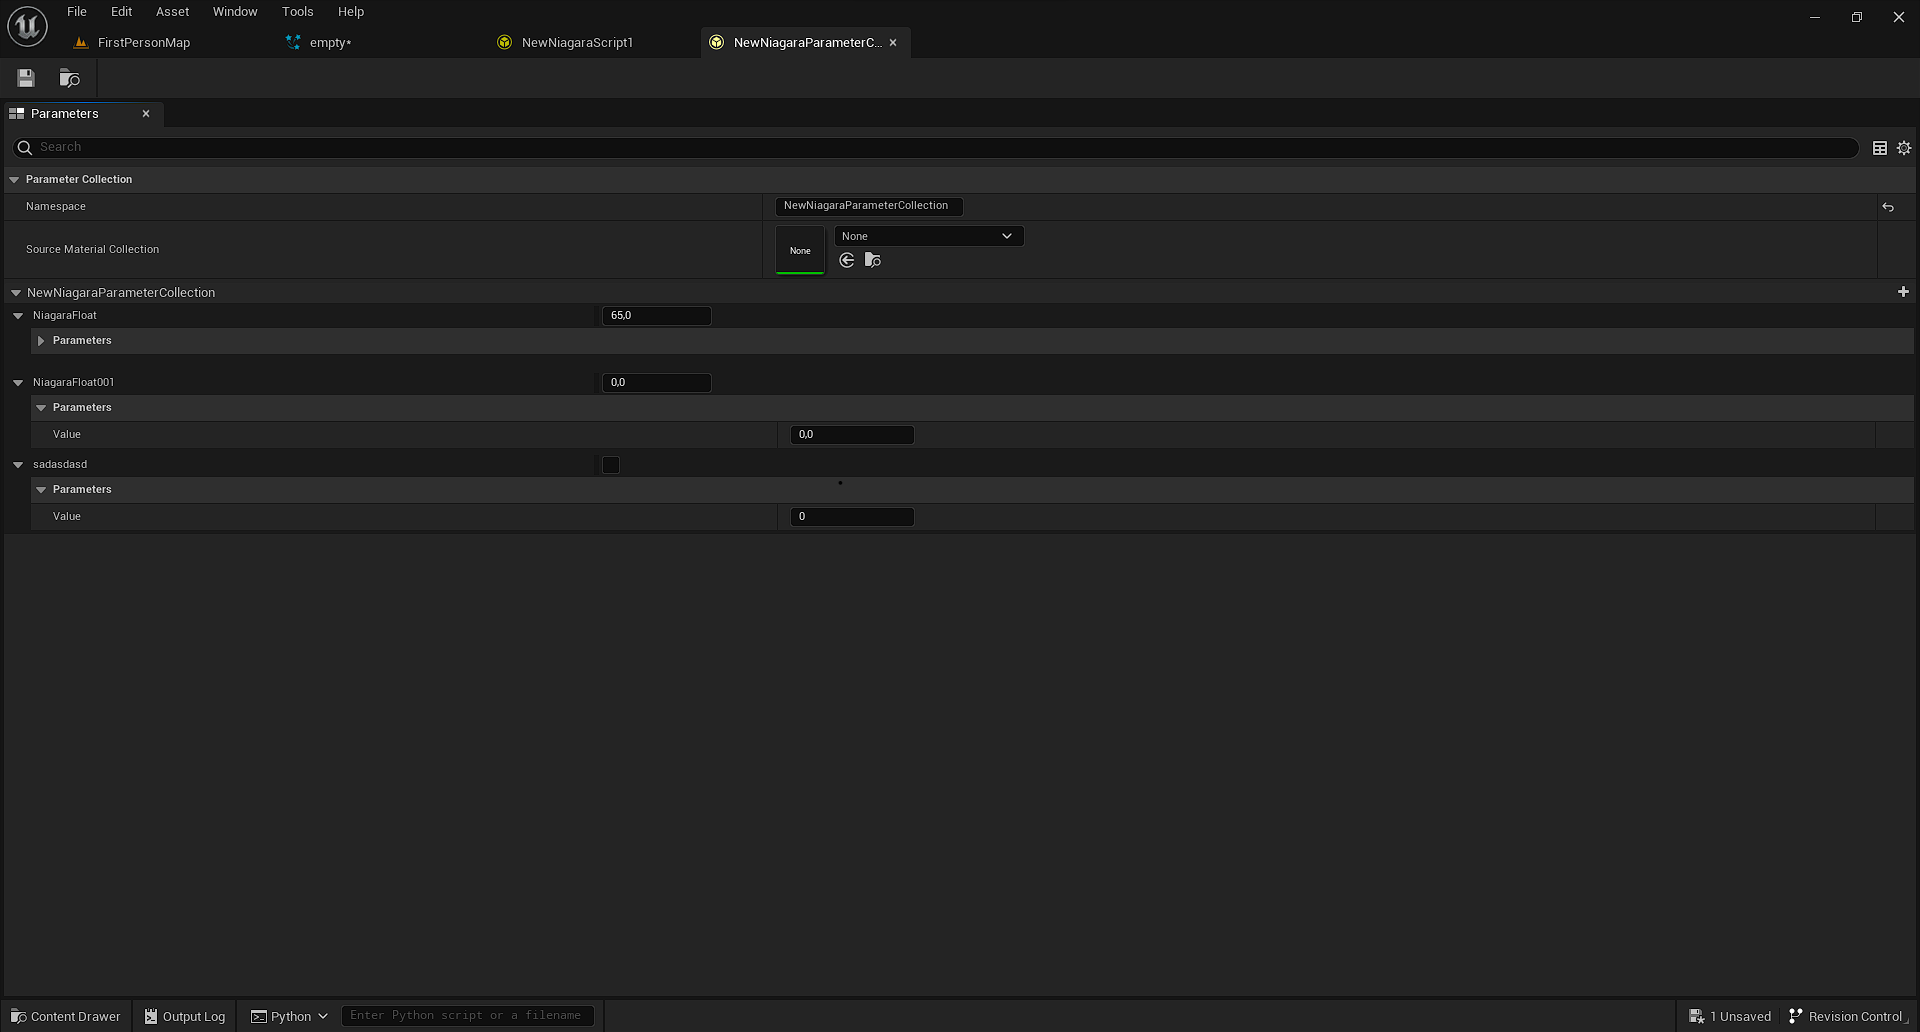 File Edit Asset Window Tools Help
FirstPersonMap empty* NewNiagaraScript1 NewNiagaraParameterC...
Parameters
Search
Parameter Collection
Namespace NewNiagaraParameterCollection
Source Material Collection None None
NewNiagaraParameterCollection
NiagaraFloat 65,0
Parameters
NiagaraFloat001 0,0
Parameters
Value 0,0
sadasdasd
Parameters
Value 0
Content Drawer Output Log Python Enter Python script or a filename 1 Unsaved Revision Control